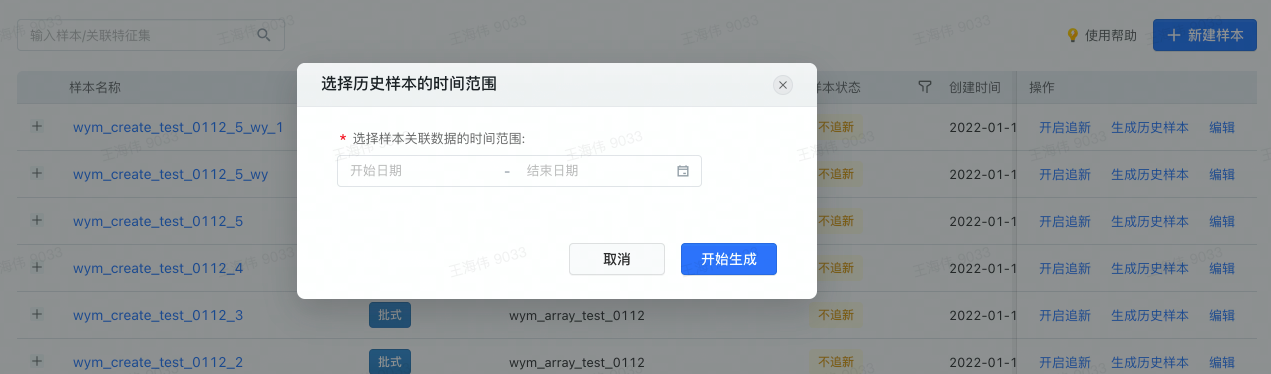 输入样本/关联特征集
使用帮助
+ 新建样本
选择历史样本的时间范围
样本名称
样本状态
创建时间
操作
* 选择样本关联数据的时间范围:
开始日期 - 结束日期
取消
开始生成
wym_create_test_0112_5_wy_1
不追新
2022-01-1
开启追新 生成历史样本 编辑
wym_create_test_0112_5_wy
不追新
2022-01-1
开启追新 生成历史样本 编辑
wym_create_test_0112_5
不追新
2022-01-1
开启追新 生成历史样本 编辑
wym_create_test_0112_4
不追新
2022-01-1
开启追新 生成历史样本 编辑
wym_create_test_0112_3
批式
wym_array_test_0112
不追新
2022-01-1
开启追新 生成历史样本 编辑
wym_create_test_0112_2
批式
wym_array_test_0112
不追新
2022-01-1
开启追新 生成历史样本 编辑
王海伟 9033